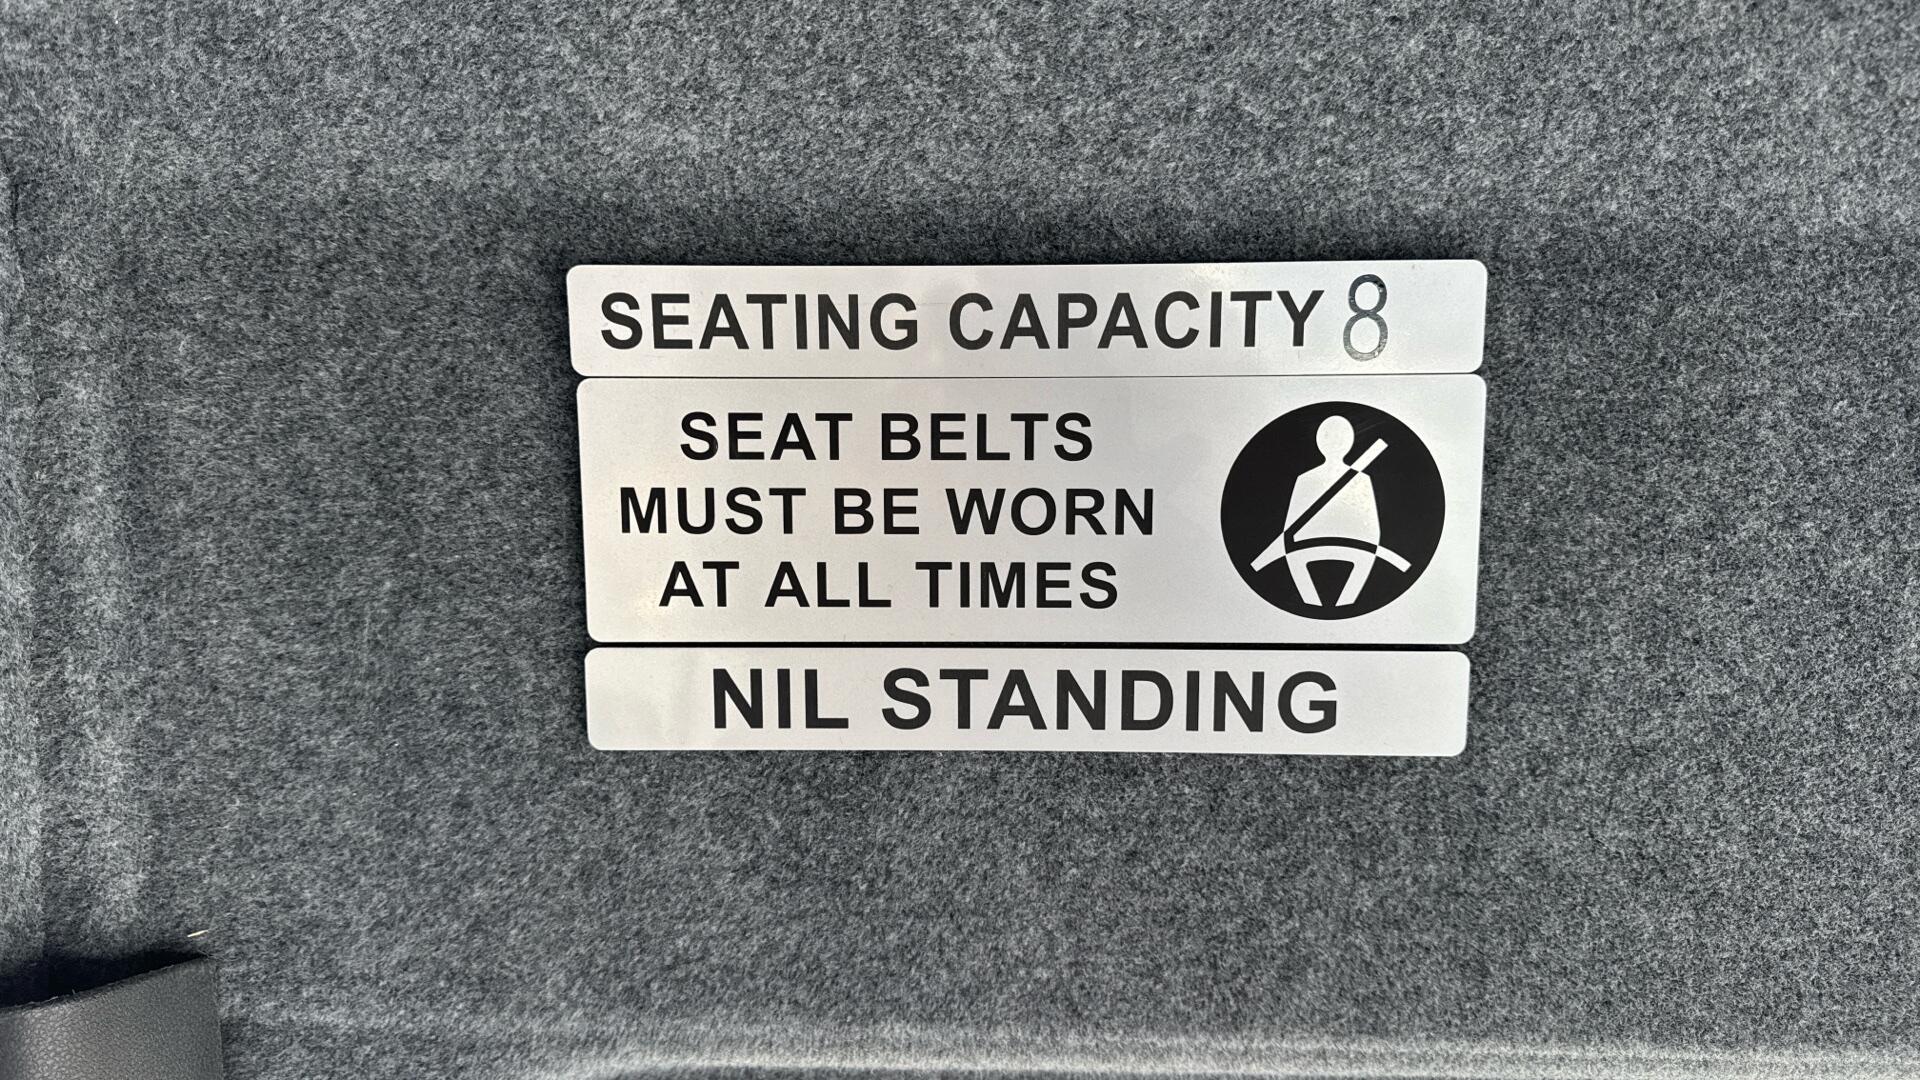 SEATING CAPACITY 8
SEAT BELTS
MUST BE WORN
AT ALL TIMES
NIL STANDING